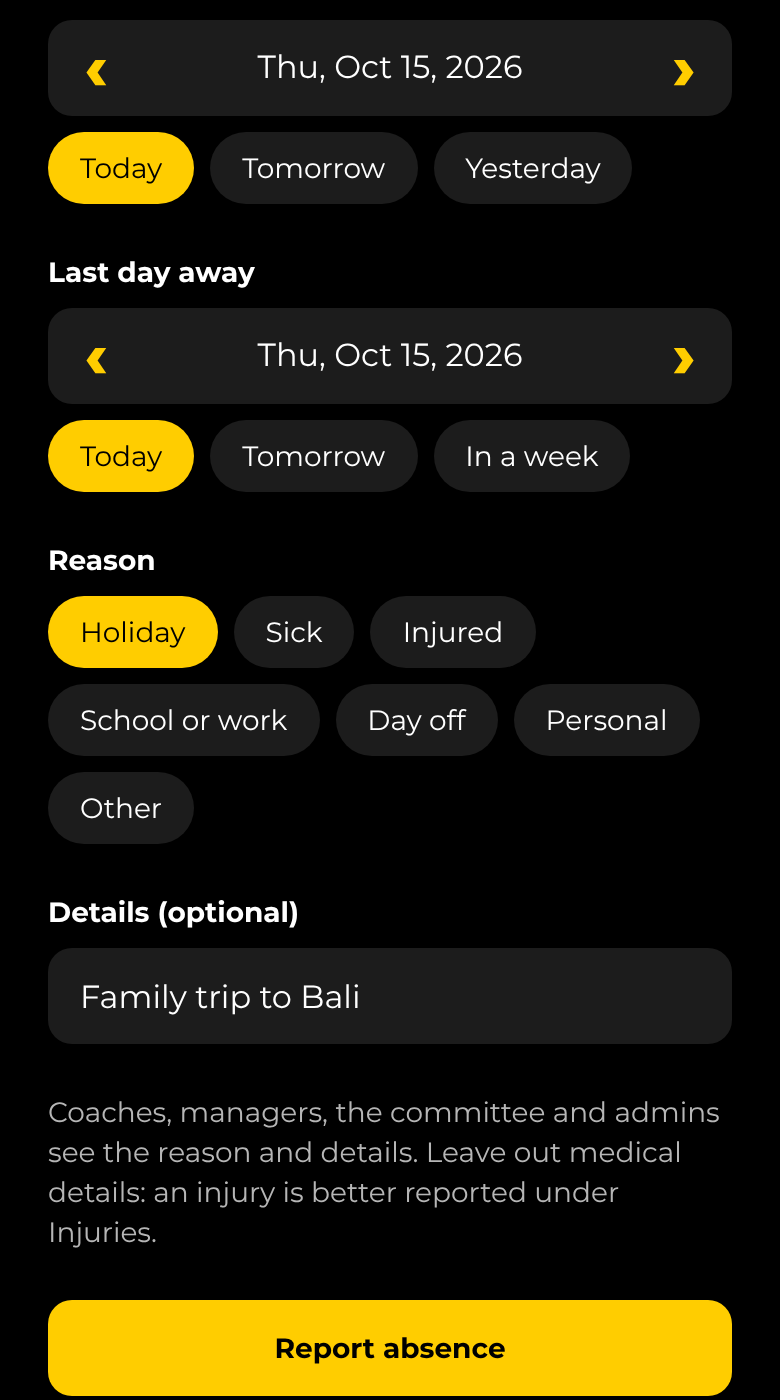 ‹ Thu, Oct 15, 2026 ›
Today Tomorrow Yesterday
Last day away
‹ Thu, Oct 15, 2026 ›
Today Tomorrow In a week
Reason
Holiday Sick Injured
School or work Day off Personal
Other
Details (optional)
Family trip to Bali
Coaches, managers, the committee and admins
see the reason and details. Leave out medical
details: an injury is better reported under
Injuries.
Report absence